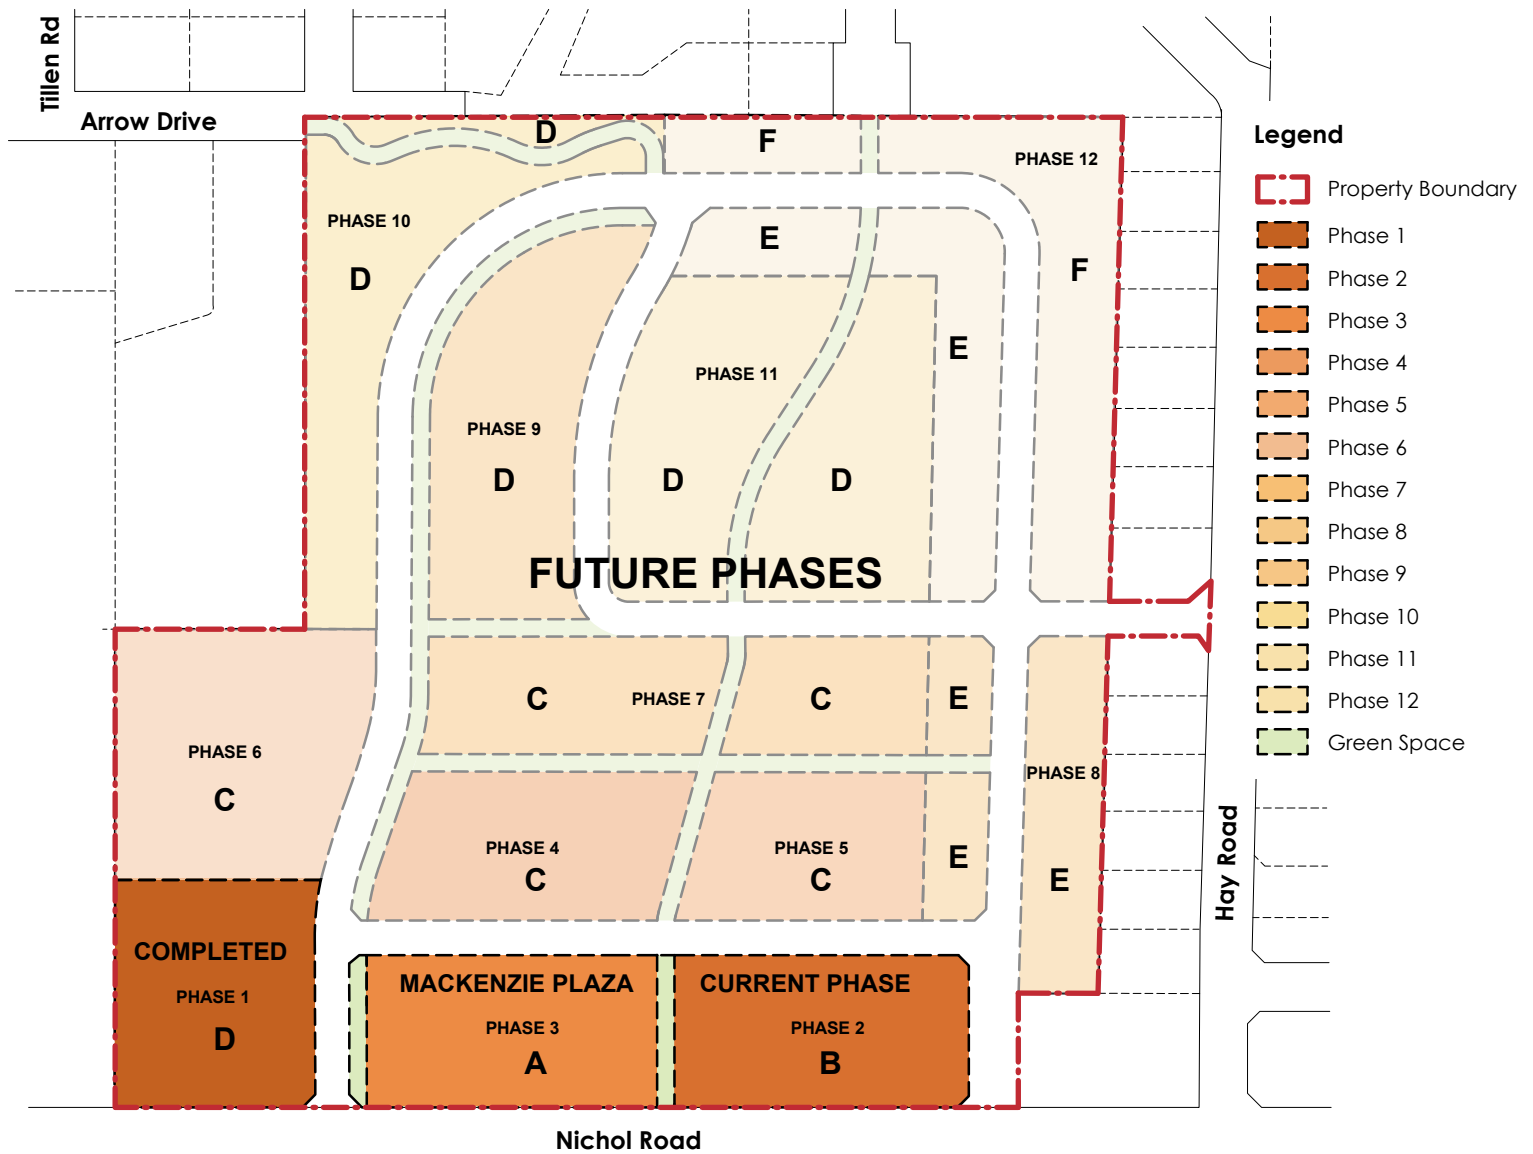 Tillen Rd
Arrow Drive
D
F
PHASE 12
PHASE 10
D
E
F
E
PHASE 11
PHASE 9
D
D
D
FUTURE PHASES
C
PHASE 7
C
E
PHASE 6
C
PHASE 8
PHASE 4
C
PHASE 5
C
E
E
COMPLETED
PHASE 1
D
MACKENZIE PLAZA
PHASE 3
A
CURRENT PHASE
PHASE 2
B
Nichol Road
Hay Road
Legend
Property Boundary
Phase 1
Phase 2
Phase 3
Phase 4
Phase 5
Phase 6
Phase 7
Phase 8
Phase 9
Phase 10
Phase 11
Phase 12
Green Space